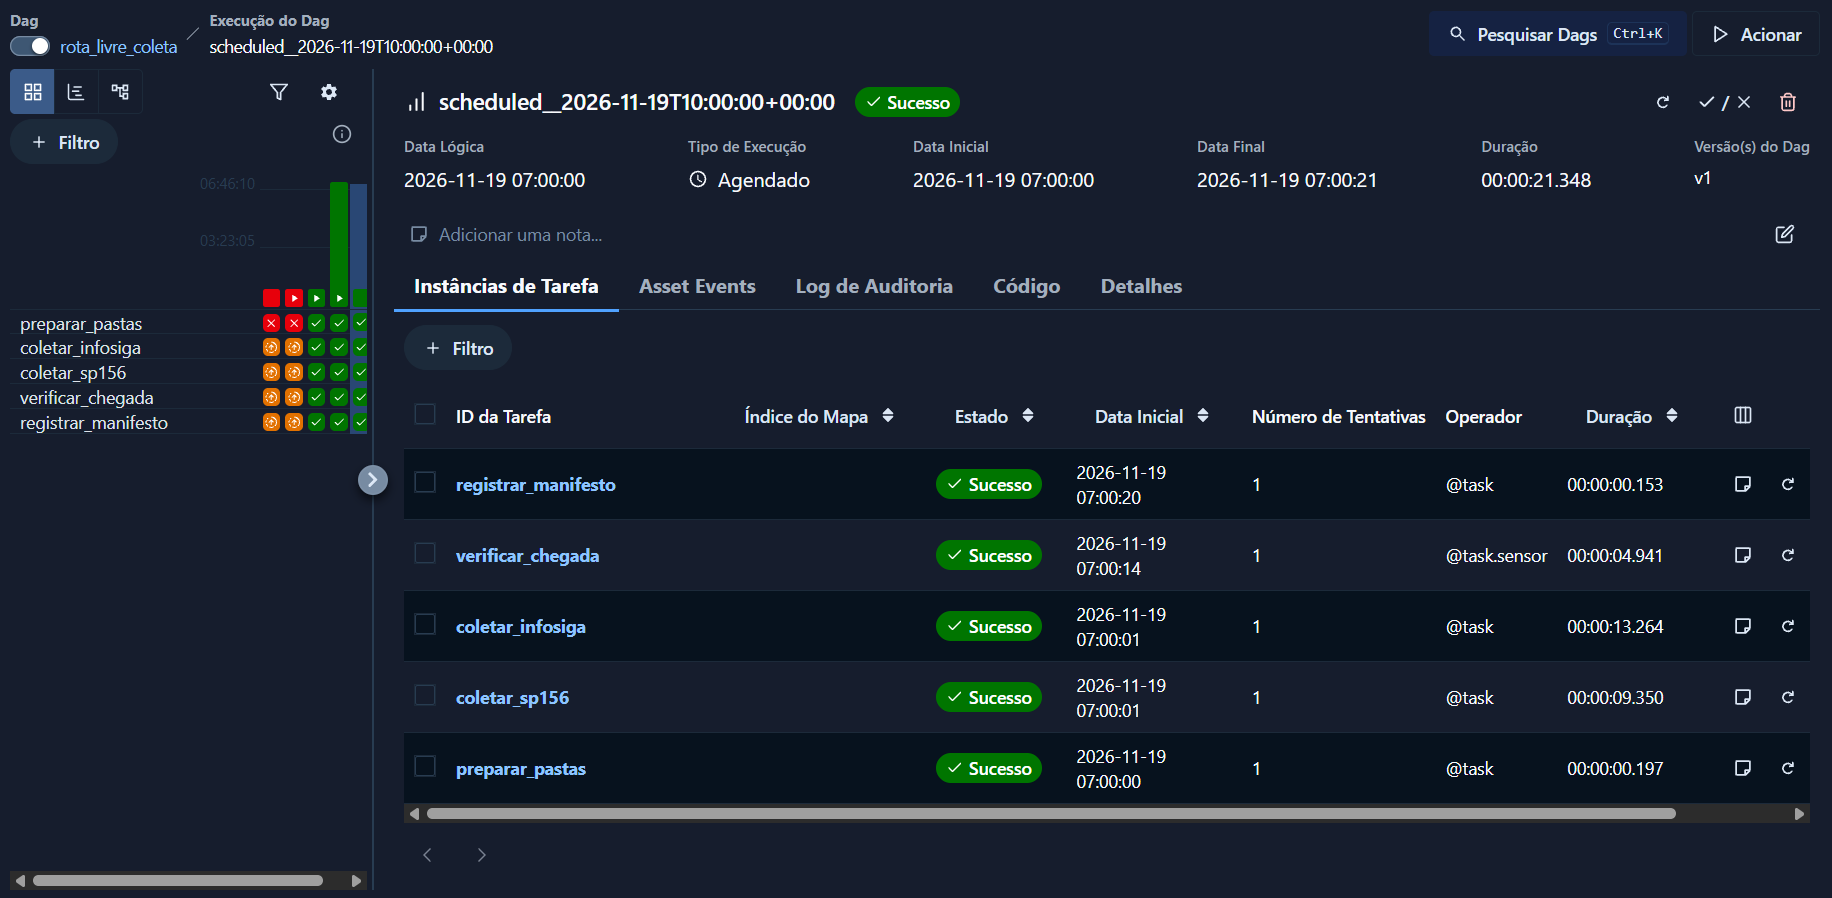 Dag
rota_livre_coleta
Execução do Dag
scheduled__2026-11-19T10:00:00+00:00
Pesquisar Dags Ctrl+K
Acionar
Filtro
06:46:10
03:23:05
preparar_pastas
coletar_infosiga
coletar_sp156
verificar_chegada
registrar_manifesto
scheduled__2026-11-19T10:00:00+00:00 Sucesso
/
Data Lógica Tipo de Execução Data Inicial Data Final Duração Versão(s) do Dag
2026-11-19 07:00:00 Agendado 2026-11-19 07:00:00 2026-11-19 07:00:21 00:00:21.348 v1
Adicionar uma nota...
Instâncias de Tarefa Asset Events Log de Auditoria Código Detalhes
Filtro
ID da Tarefa Índice do Mapa Estado Data Inicial Número de Tentativas Operador Duração
registrar_manifesto Sucesso 2026-11-19 07:00:20 1 @task 00:00:00.153
verificar_chegada Sucesso 2026-11-19 07:00:14 1 @task.sensor 00:00:04.941
coletar_infosiga Sucesso 2026-11-19 07:00:01 1 @task 00:00:13.264
coletar_sp156 Sucesso 2026-11-19 07:00:01 1 @task 00:00:09.350
preparar_pastas Sucesso 2026-11-19 07:00:00 1 @task 00:00:00.197